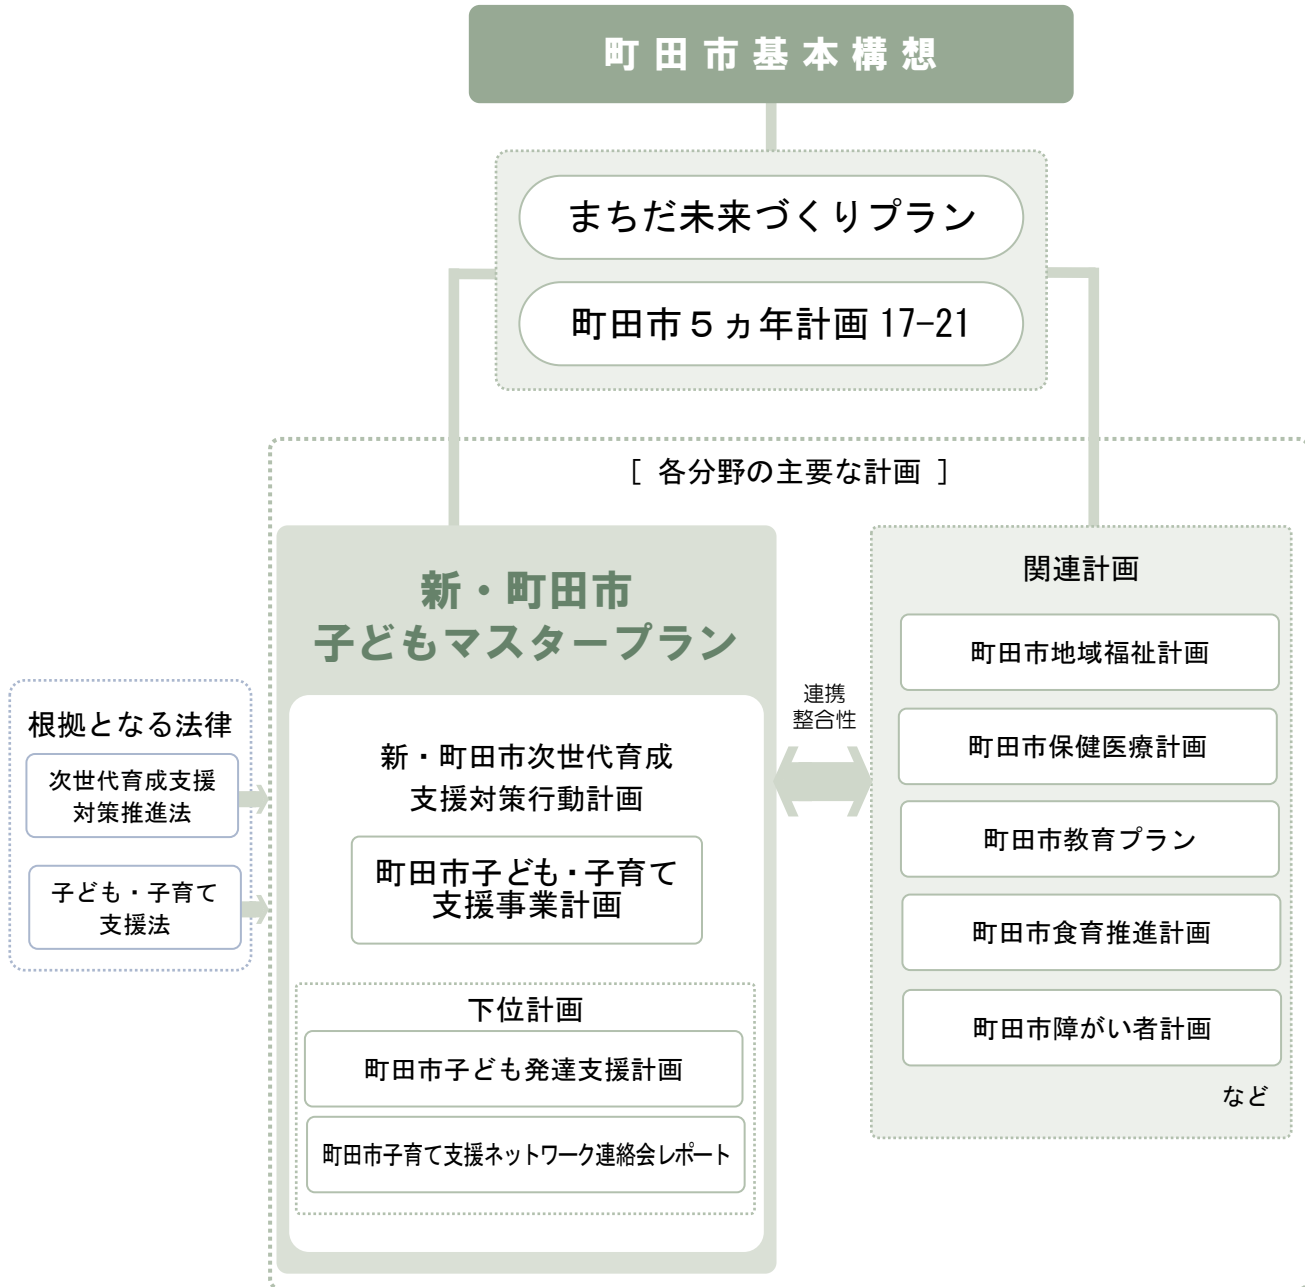 町田市基本構想
まちだ未来づくりプラン
町田市５ヵ年計画 17−21
[ 各分野の主要な計画 ]
新・町田市
子どもマスタープラン
新・町田市次世代育成
支援対策行動計画
町田市子ども・子育て
支援事業計画
下位計画
町田市子ども発達支援計画
町田市子育て支援ネットワーク連絡会レポート
根拠となる法律
次世代育成支援
対策推進法
子ども・子育て
支援法
連携
整合性
関連計画
町田市地域福祉計画
町田市保健医療計画
町田市教育プラン
町田市食育推進計画
町田市障がい者計画
など